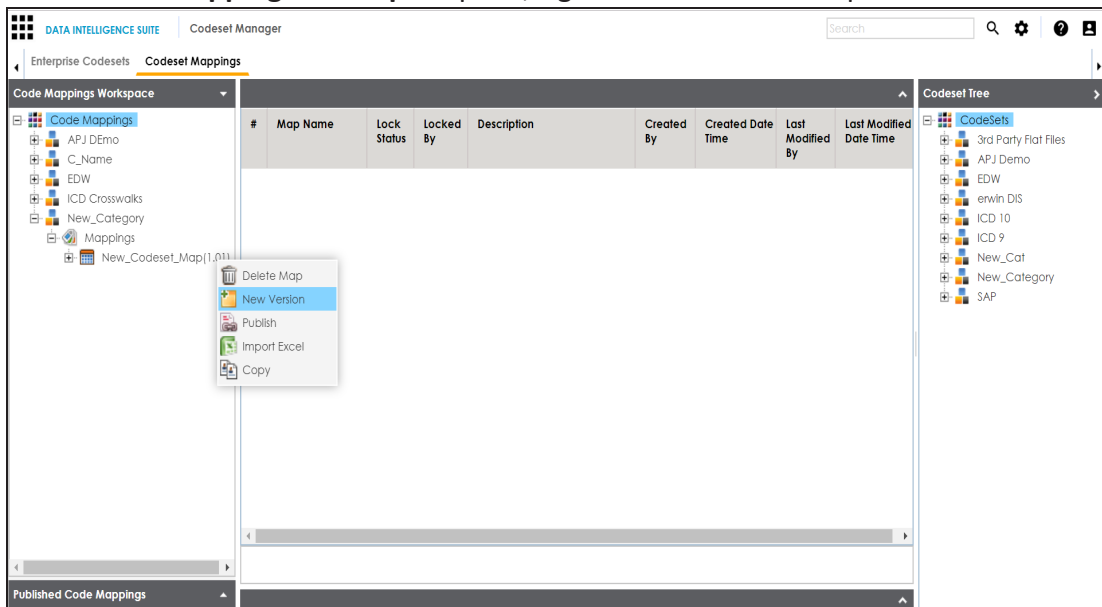 DATA INTELLIGENCE SUITE Codeset Manager Search
Enterprise Codesets Codeset Mappings
Code Mappings Workspace
Code Mappings
APJ DEmo
C_Name
EDW
ICD Crosswalks
New_Category
Mappings
New_Codeset_Map(1.01)
Delete Map
New Version
Publish
Import Excel
Copy
Published Code Mappings
# Map Name Lock Status Locked By Description Created By Created Date Time Last Modified By Last Modified Date Time
Codeset Tree
CodeSets
3rd Party Flat Files
APJ Demo
EDW
erwin DIS
ICD 10
ICD 9
New_Cat
New_Category
SAP